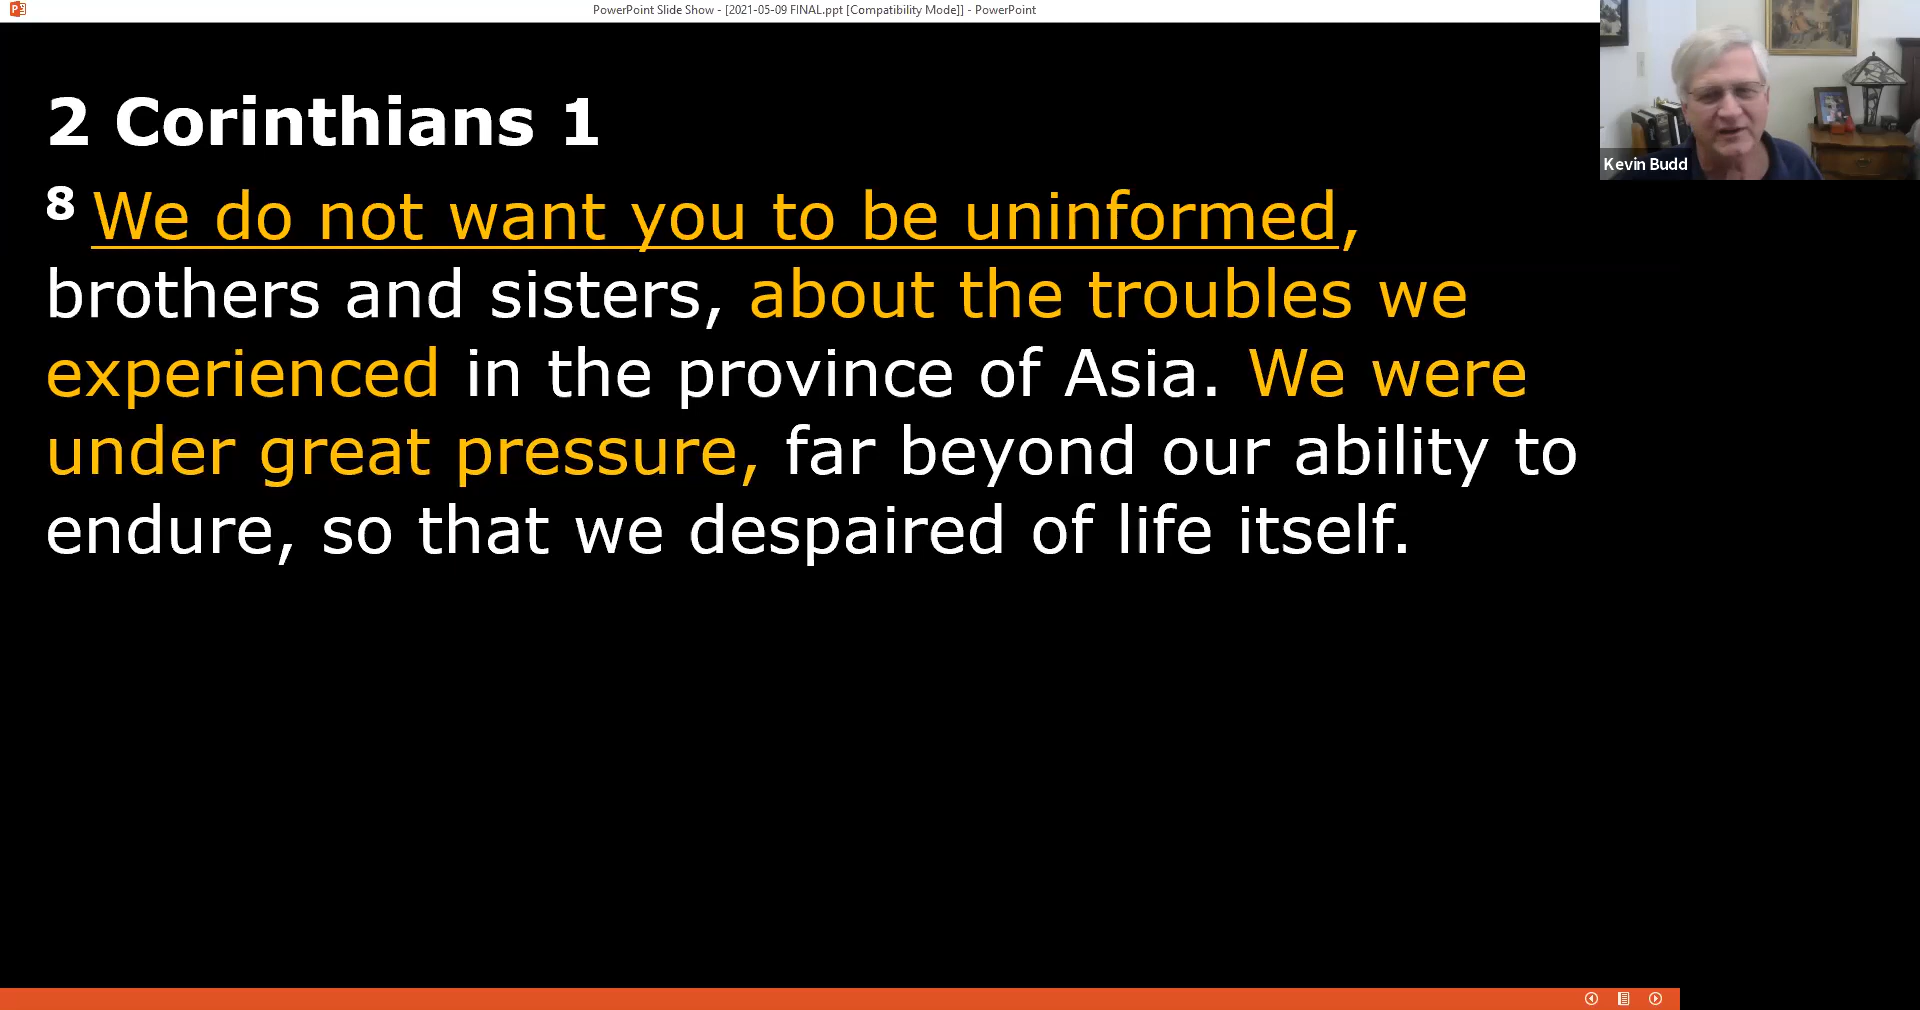 PowerPoint Slide Show - [2021-05-09 FINAL.ppt [Compatibility Mode]] - PowerPoint
2 Corinthians 1
8 We do not want you to be uninformed,
brothers and sisters, about the troubles we
experienced in the province of Asia. We were
under great pressure, far beyond our ability to
endure, so that we despaired of life itself.
Kevin Budd